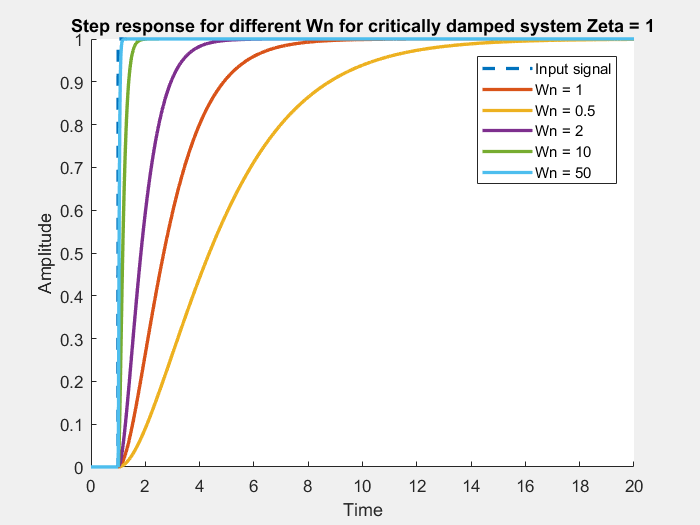 Step response for different Wn for critically damped system Zeta = 1
1
0.9
0.8
0.7
0.6
0.5
0.4
0.3
0.2
0.1
0
Amplitude
Input signal
Wn = 1
Wn = 0.5
Wn = 2
Wn = 10
Wn = 50
0 2 4 6 8 10 12 14 16 18 20
Time